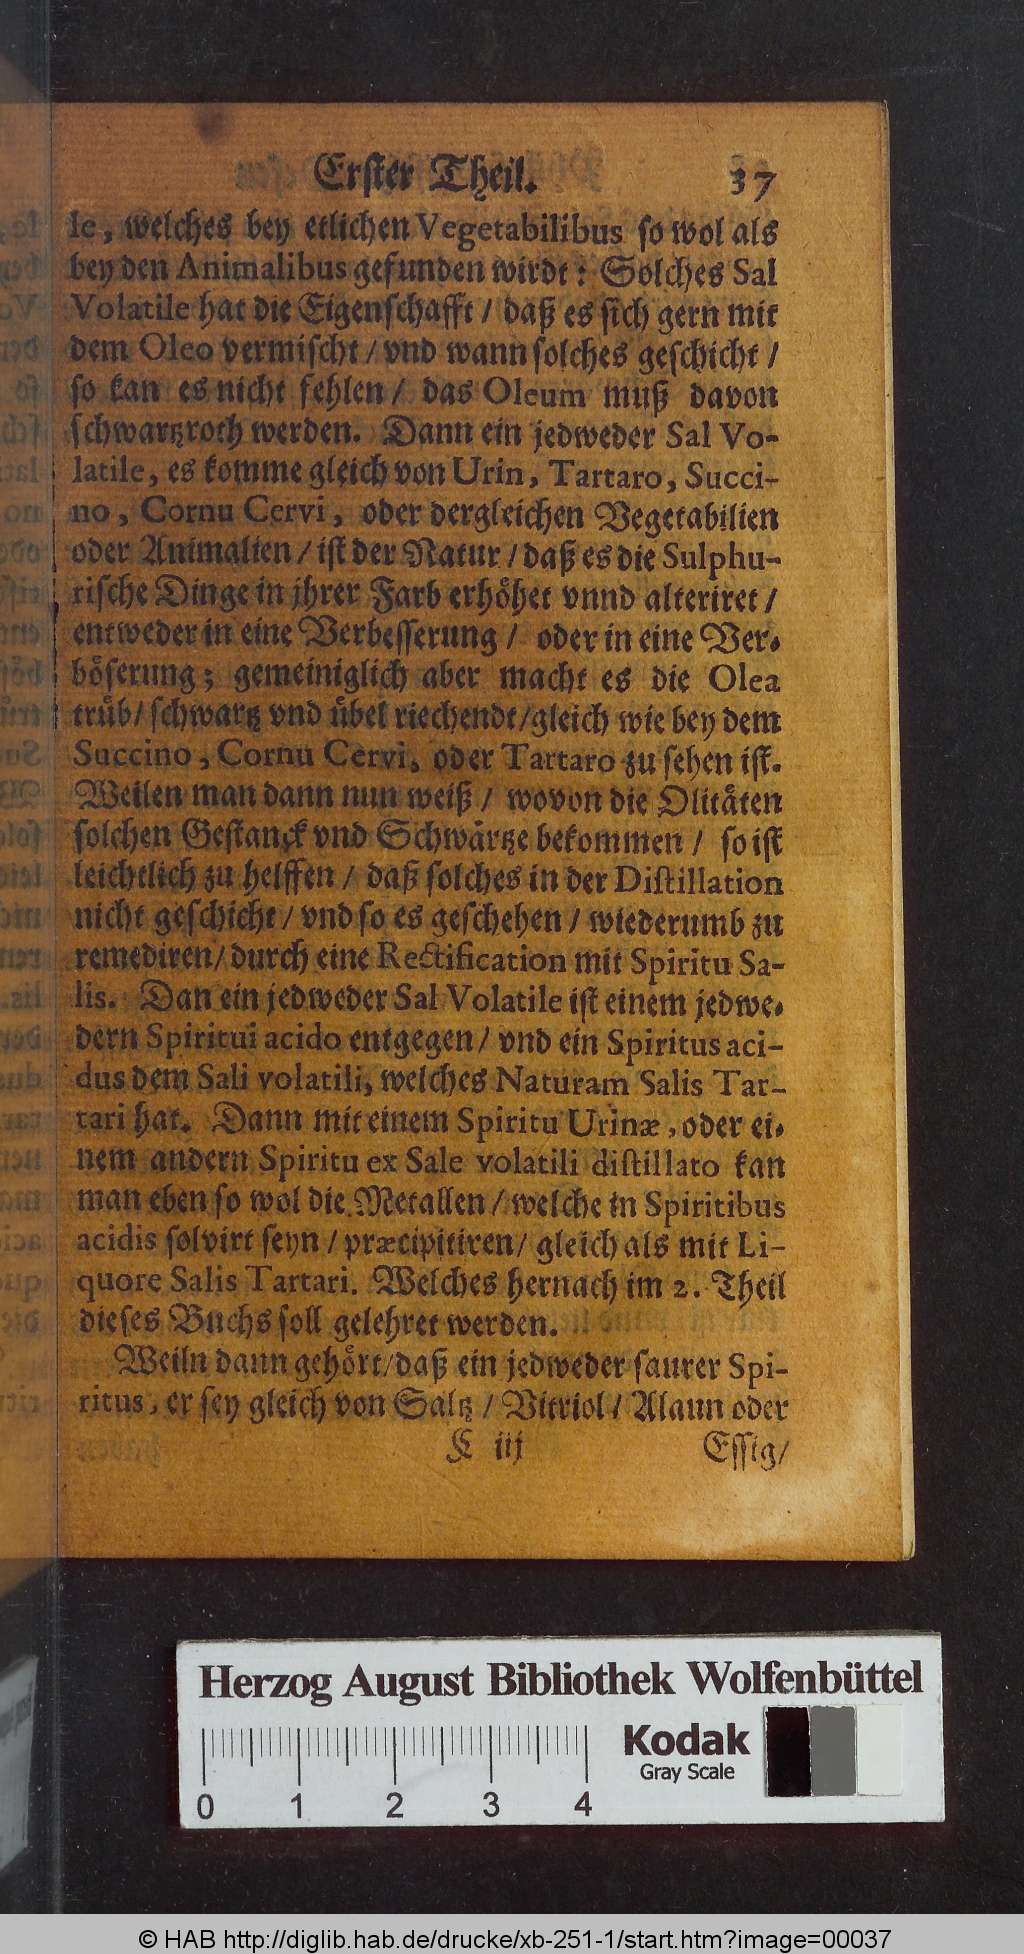 Erster Theil. 37
le, welches bey etlichen Vegetabilibus so wol als
bey den Animalibus gefunden wirdt: Solches Sal
Volatile hat die Eigenschafft / daß es sich gern mit
dem Oleo vermischt / vnd wann solches geschicht /
so kan es nicht fehlen / das Oleum muß davon
schwartzroth werden. Dann ein jedweder Sal Vo-
latile, es komme gleich von Urin, Tartaro, Succi-
no, Cornu Cervi, oder dergleichen Vegetabilien
oder Animalien / ist der Natur / daß es die Sulphu-
rische Dinge in jhrer Farb erhöhet vnnd alteriret /
entweder in eine Verbesserung / oder in eine Ver-
böserung; gemeiniglich aber macht es die Olea
trüb / schwartz vnd übel riechendt / gleich wie bey dem
Succino, Cornu Cervi, oder Tartaro zu sehen ist.
Weilen man dann nun weiß / wovon die Olitäten
solchen Gestanck vnd Schwärtze bekommen / so ist
leichtlich zu helffen / daß solches in der Distillation
nicht geschicht / vnd so es geschehen / wiederumb zu
remediren / durch eine Rectification mit Spiritu Sa-
lis. Dan ein jedweder Sal Volatile ist einem jedwe-
dern Spiritui acido entgegen / vnd ein Spiritus aci-
dus dem Sali volatili, welches Naturam Salis Tar-
tari hat. Dann mit einem Spiritu Urinæ, oder ei-
nem andern Spiritu ex Sale volatili distillato kan
man eben so wol die Metallen / welche in Spiritibus
acidis solvirt seyn / præcipitiren / gleich als mit Li-
quore Salis Tartari. Welches hernach im 2. Theil
dieses Buchs soll gelehret werden.
Weiln dann gehört / daß ein jedweder saurer Spi-
ritus, er sey gleich von Saltz / Vitriol / Alaun oder
C iij Essig /
Herzog August Bibliothek Wolfenbüttel
Kodak
Gray Scale
0 1 2 3 4
© HAB http://diglib.hab.de/drucke/xb-251-1/start.htm?image=00037